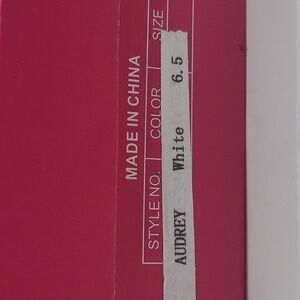 MADE IN CHINA
STYLE NO. COLOR SIZE
AUDREY White 6.5